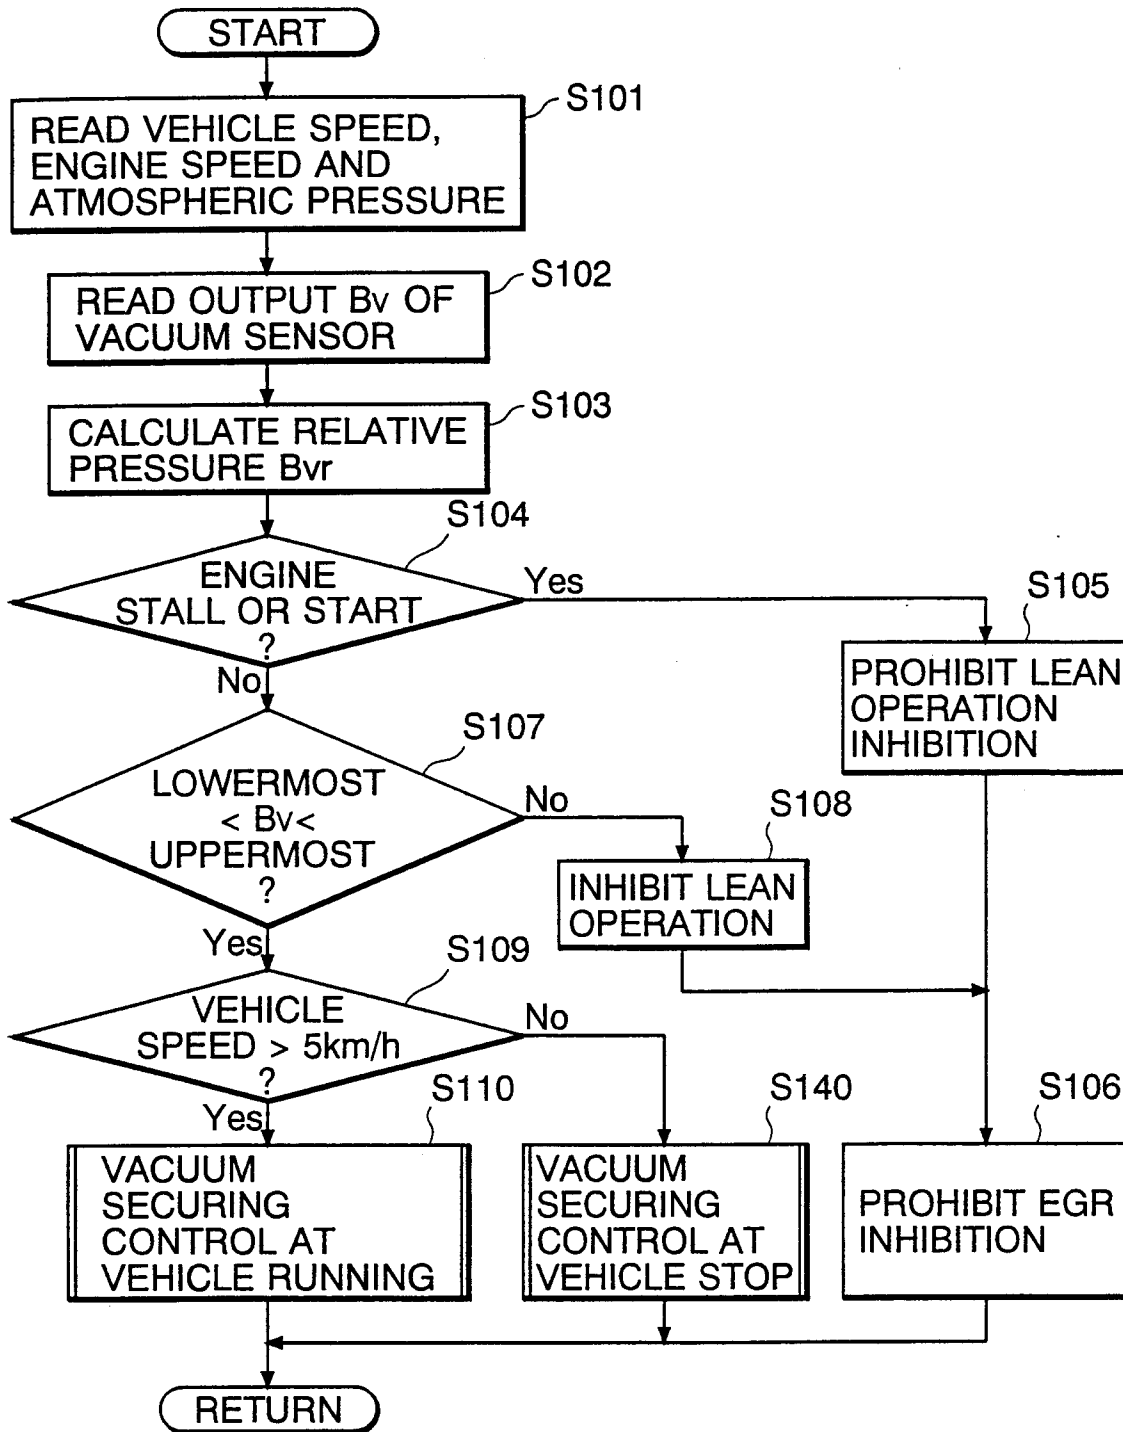 START
S101
READ VEHICLE SPEED,
ENGINE SPEED AND
ATMOSPHERIC PRESSURE
S102
READ OUTPUT Bv OF
VACUUM SENSOR
S103
CALCULATE RELATIVE
PRESSURE Bvr
S104
ENGINE
STALL OR START
?
Yes
No
S105
PROHIBIT LEAN
OPERATION
INHIBITION
S107
LOWERMOST
< Bv<
UPPERMOST
?
No
Yes
S108
INHIBIT LEAN
OPERATION
S109
VEHICLE
SPEED > 5km/h
?
No
Yes
S110
VACUUM
SECURING
CONTROL AT
VEHICLE RUNNING
S140
VACUUM
SECURING
CONTROL AT
VEHICLE STOP
S106
PROHIBIT EGR
INHIBITION
RETURN